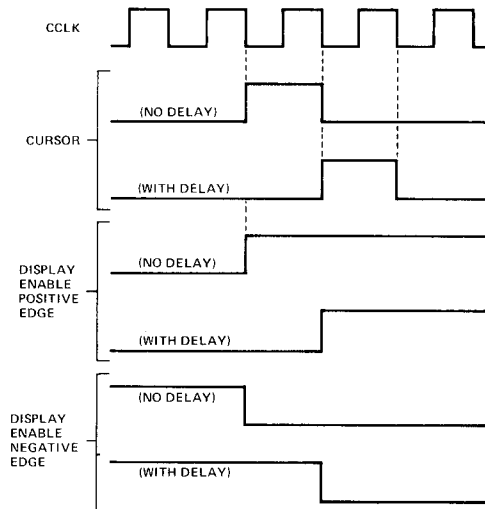 CCLK
(NO DELAY)
CURSOR
(WITH DELAY)
(NO DELAY)
DISPLAY
ENABLE
POSITIVE
EDGE
(WITH DELAY)
(NO DELAY)
DISPLAY
ENABLE
NEGATIVE
EDGE
(WITH DELAY)